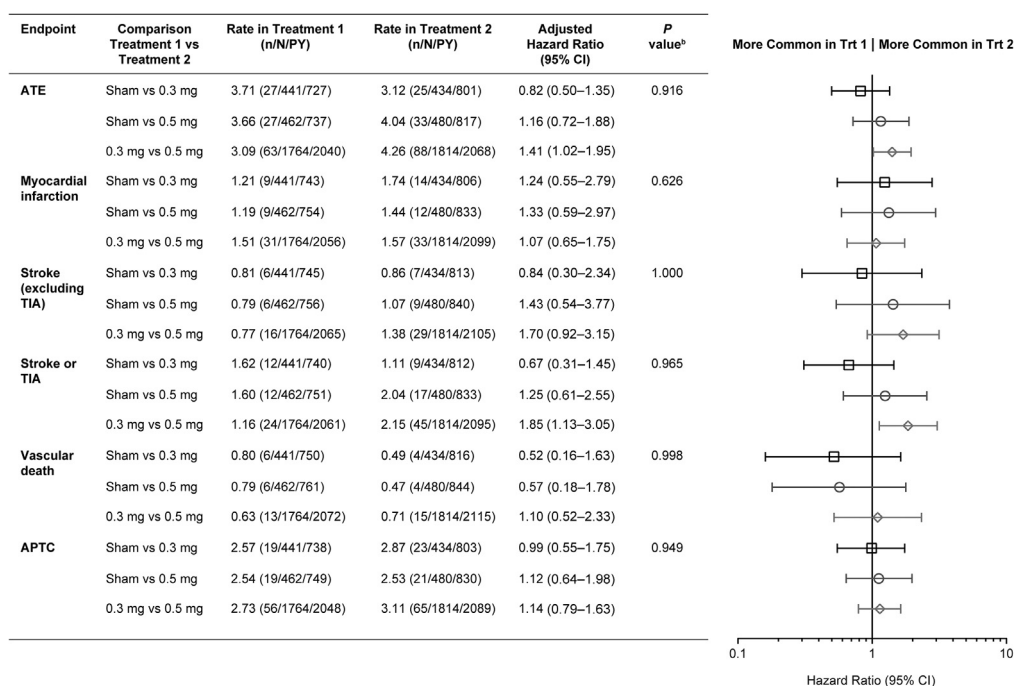 Endpoint Comparison Treatment 1 vs Treatment 2 Rate in Treatment 1 (n/N/PY) Rate in Treatment 2 (n/N/PY) Adjusted Hazard Ratio (95% CI) P valueᵇ More Common in Trt 1 | More Common in Trt 2
ATE Sham vs 0.3 mg 3.71 (27/441/727) 3.12 (25/434/801) 0.82 (0.50–1.35) 0.916
Sham vs 0.5 mg 3.66 (27/462/737) 4.04 (33/480/817) 1.16 (0.72–1.88)
0.3 mg vs 0.5 mg 3.09 (63/1764/2040) 4.26 (88/1814/2068) 1.41 (1.02–1.95)
Myocardial infarction Sham vs 0.3 mg 1.21 (9/441/743) 1.74 (14/434/806) 1.24 (0.55–2.79) 0.626
Sham vs 0.5 mg 1.19 (9/462/754) 1.44 (12/480/833) 1.33 (0.59–2.97)
0.3 mg vs 0.5 mg 1.51 (31/1764/2056) 1.57 (33/1814/2099) 1.07 (0.65–1.75)
Stroke (excluding TIA) Sham vs 0.3 mg 0.81 (6/441/745) 0.86 (7/434/813) 0.84 (0.30–2.34) 1.000
Sham vs 0.5 mg 0.79 (6/462/756) 1.07 (9/480/840) 1.43 (0.54–3.77)
0.3 mg vs 0.5 mg 0.77 (16/1764/2065) 1.38 (29/1814/2105) 1.70 (0.92–3.15)
Stroke or TIA Sham vs 0.3 mg 1.62 (12/441/740) 1.11 (9/434/812) 0.67 (0.31–1.45) 0.965
Sham vs 0.5 mg 1.60 (12/462/751) 2.04 (17/480/833) 1.25 (0.61–2.55)
0.3 mg vs 0.5 mg 1.16 (24/1764/2061) 2.15 (45/1814/2095) 1.85 (1.13–3.05)
Vascular death Sham vs 0.3 mg 0.80 (6/441/750) 0.49 (4/434/816) 0.52 (0.16–1.63) 0.998
Sham vs 0.5 mg 0.79 (6/462/761) 0.47 (4/480/844) 0.57 (0.18–1.78)
0.3 mg vs 0.5 mg 0.63 (13/1764/2072) 0.71 (15/1814/2115) 1.10 (0.52–2.33)
APTC Sham vs 0.3 mg 2.57 (19/441/738) 2.87 (23/434/803) 0.99 (0.55–1.75) 0.949
Sham vs 0.5 mg 2.54 (19/462/749) 2.53 (21/480/830) 1.12 (0.64–1.98)
0.3 mg vs 0.5 mg 2.73 (56/1764/2048) 3.11 (65/1814/2089) 1.14 (0.79–1.63)
0.1 1 10
Hazard Ratio (95% CI)